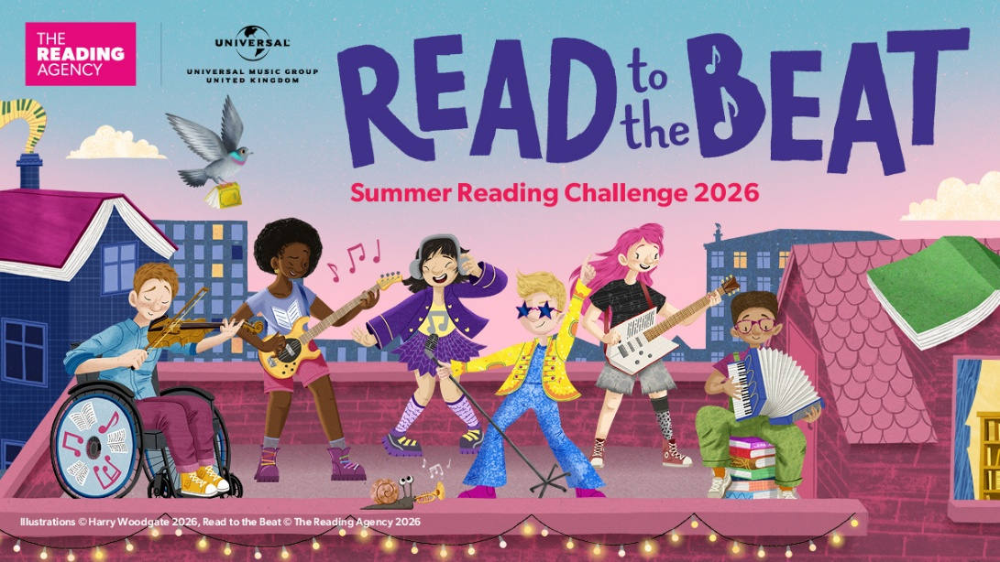 THE
READING
AGENCY
UNIVERSAL
UNIVERSAL MUSIC GROUP
UNITED KINGDOM
READ to the BEAT
Summer Reading Challenge 2026
Illustrations © Harry Woodgate 2026, Read to the Beat © The Reading Agency 2026